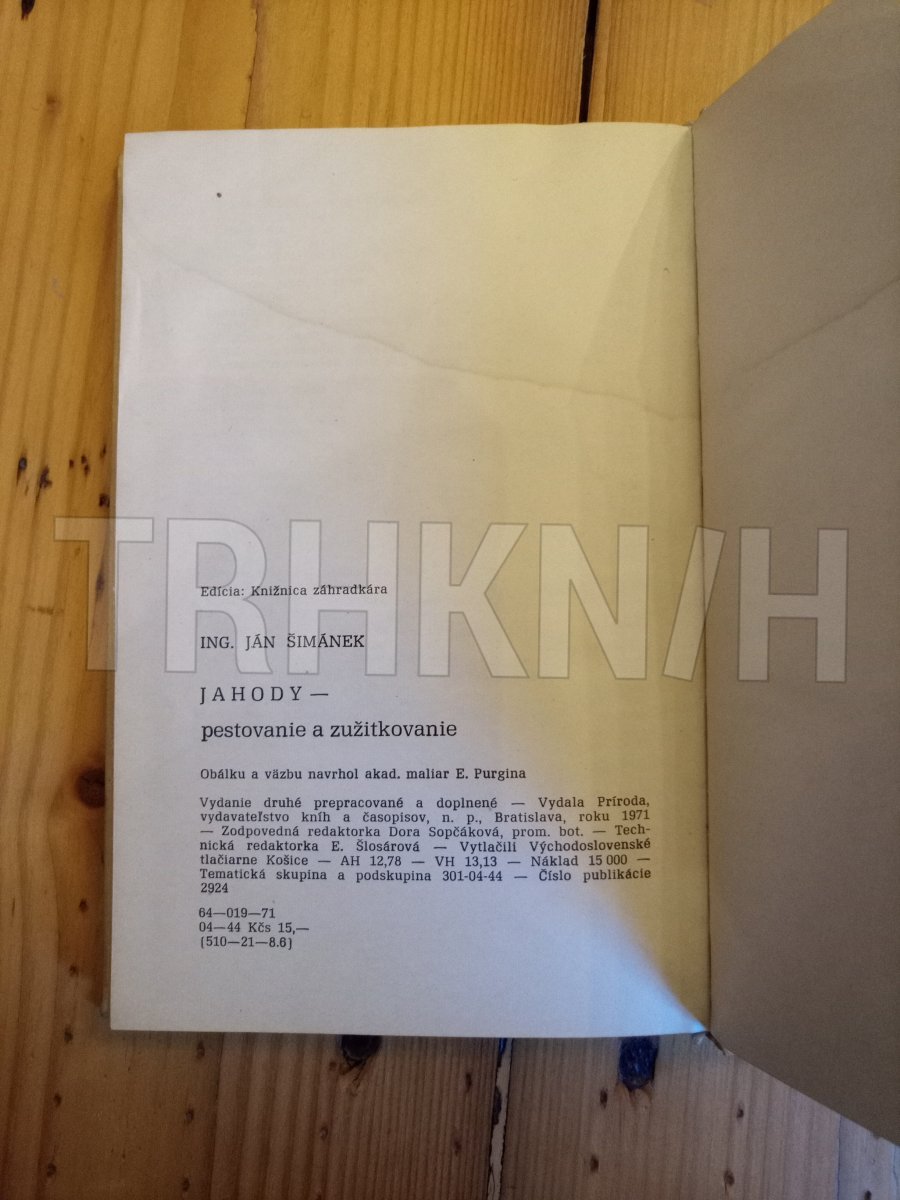 Edícia: Knižnica záhradkára
ING. JÁN ŠIMÁNEK
JAHODY —
pestovanie a zužitkovanie
Obálku a väzbu navrhol akad. maliar E. Purgina
Vydanie druhé prepracované a doplnené — Vydala Príroda,
vydavateľstvo kníh a časopisov, n. p., Bratislava, roku 1971
— Zodpovedná redaktorka Dora Sopčáková, prom. bot. — Tech-
nická redaktorka E. Šlosárová — Vytlačili Východoslovenské
tlačiarne Košice — AH 12,78 — VH 13,13 — Náklad 15 000 —
Tematická skupina a podskupina 301-04-44 — Číslo publikácie
2924
64—019—71
04—44 Kčs 15,—
(510—21—8.6)
TRHKNIH